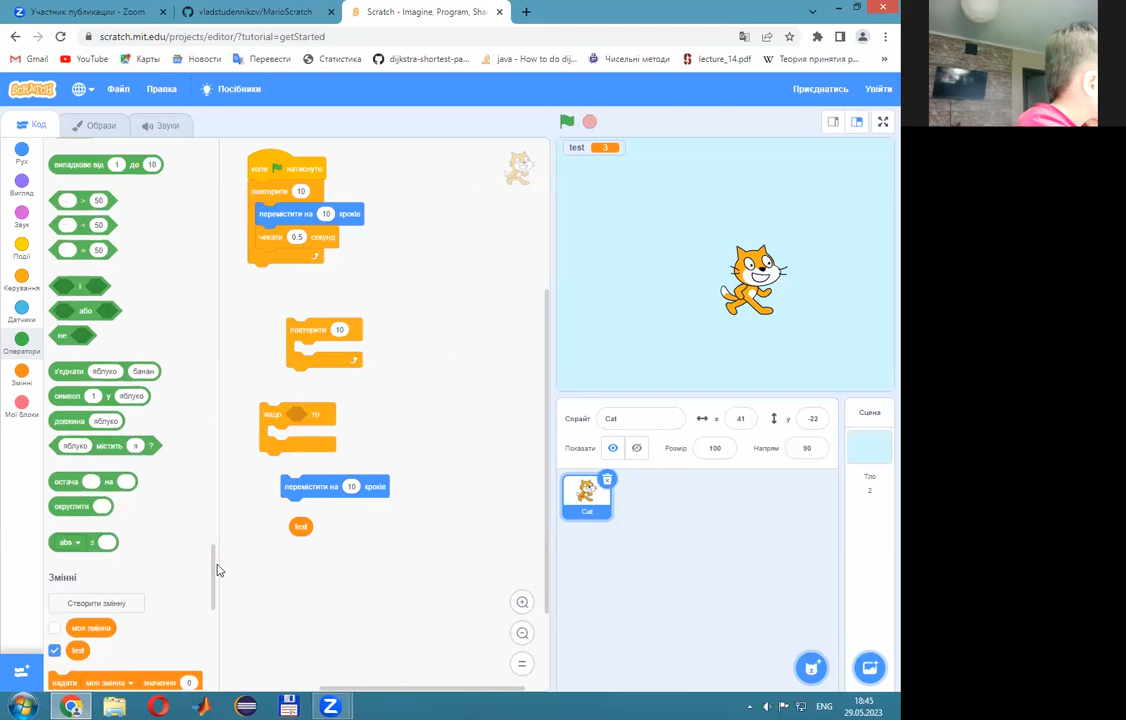 Участник публикации - Zoom
vladstudennikov/MarioScratch
Scratch - Imagine, Program, Shar
scratch.mit.edu/projects/editor/?tutorial=getStarted
Gmail
YouTube
Карты
Новости
Перевести
Статистика
dijkstra-shortest-pa...
java - How to do dij...
Чисельні методи
lecture_14.pdf
Теория принятия р...
SCRATCH
Файл
Правка
Посібники
Приєднатись
Увійти
Код
Образи
Звуки
Рух
Вигляд
Звук
Події
Керування
Датчики
Оператори
Змінні
Мої блоки
випадкове від 1 до 10
> 50
< 50
= 50
і
або
не
з'єднати яблуко банан
символ 1 у яблуко
довжина яблуко
яблуко містить я ?
остача на
округлити
abs з
Змінні
Створити змінну
моя змінна
test
надати моя змінна значення 0
коли натиснуте
повторити 10
перемістити на 10 кроків
чекати 0.5 секунд
повторити 10
якщо то
перемістити на 10 кроків
test
test 3
Спрайт Cat x 41 y -22
Показати Розмір 100 Напрям 90
Cat
Сцена
Тло
2
ENG
18:45
29.05.2023